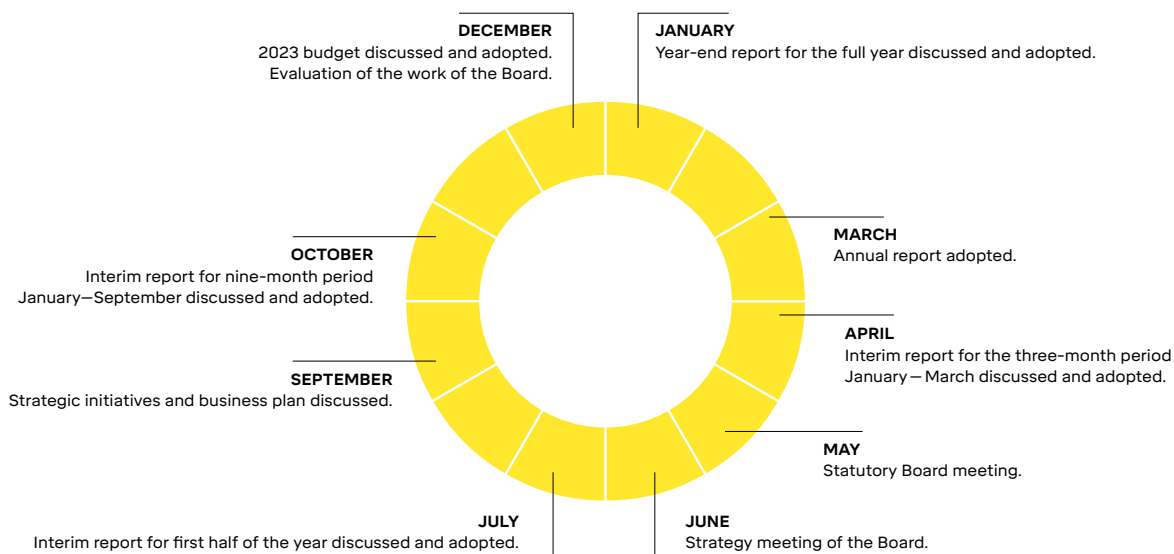 DECEMBER
2023 budget discussed and adopted.
Evaluation of the work of the Board.
JANUARY
Year-end report for the full year discussed and adopted.
MARCH
Annual report adopted.
OCTOBER
Interim report for nine-month period
January–September discussed and adopted.
APRIL
Interim report for the three-month period
January – March discussed and adopted.
SEPTEMBER
Strategic initiatives and business plan discussed.
MAY
Statutory Board meeting.
JULY
Interim report for first half of the year discussed and adopted.
JUNE
Strategy meeting of the Board.